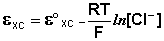 ε_XC = ε°_XC - RT/F ln[Cl⁻]